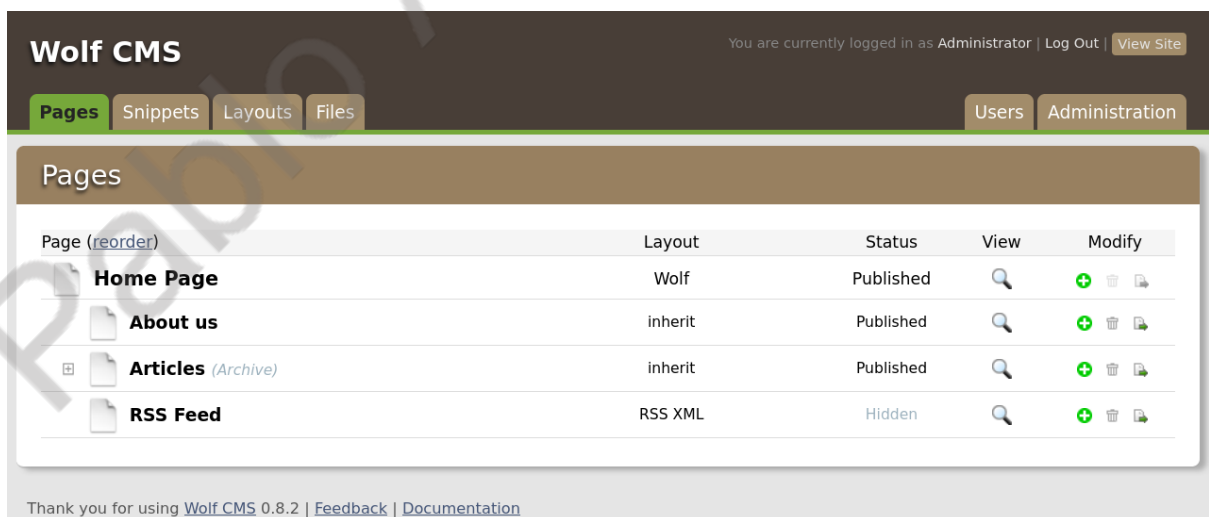 Wolf CMS
You are currently logged in as Administrator | Log Out | View Site
Pages Snippets Layouts Files Users Administration
Pages
Page (reorder) Layout Status View Modify
Home Page Wolf Published
About us inherit Published
Articles (Archive) inherit Published
RSS Feed RSS XML Hidden
Thank you for using Wolf CMS 0.8.2 | Feedback | Documentation
Pablo